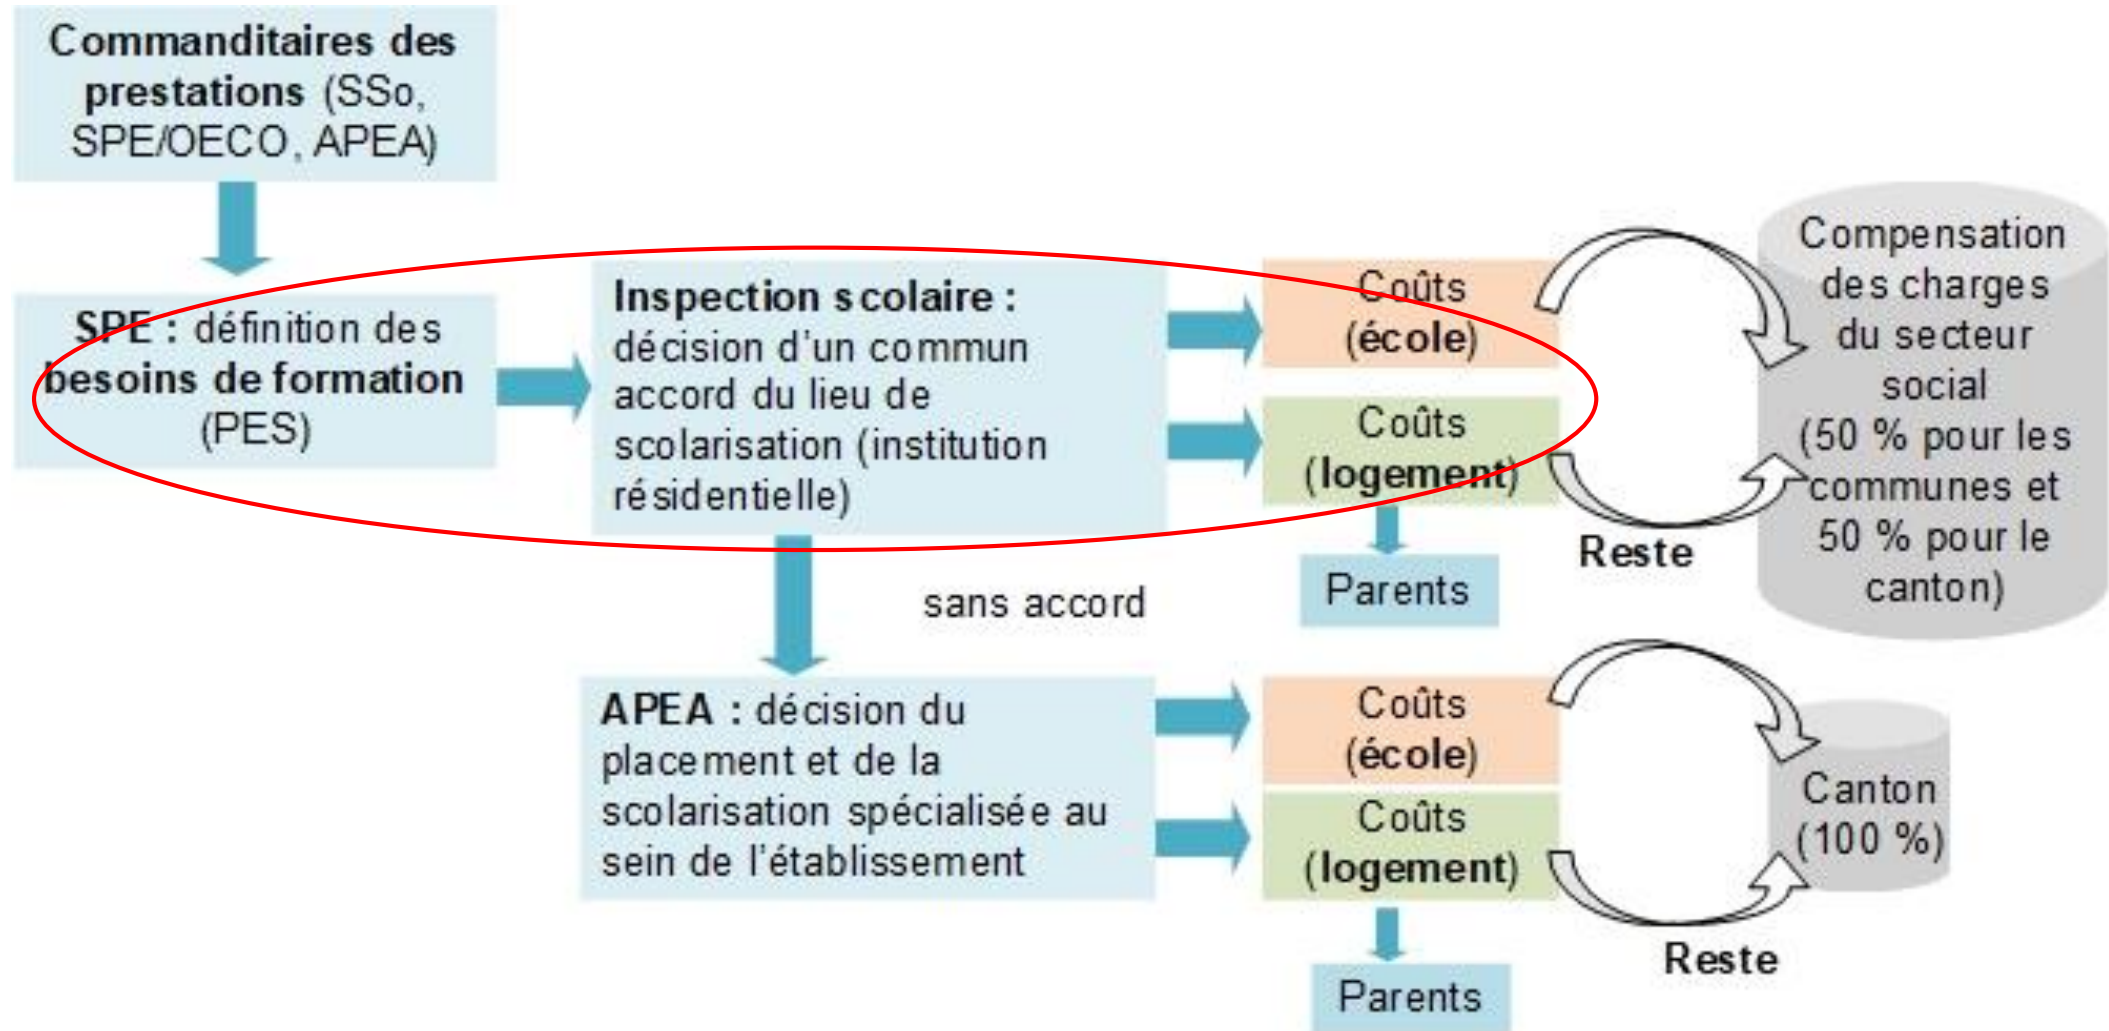 Commanditaires des
prestations (SSo,
SPE/OECO, APEA)
SPE : définition des
besoins de formation
(PES)
Inspection scolaire :
décision d'un commun
accord du lieu de
scolarisation (institution
résidentielle)
Coûts
(école)
Coûts
(logement)
Parents
Reste
Compensation
des charges
du secteur
social
(50 % pour les
communes et
50 % pour le
canton)
sans accord
APEA : décision du
placement et de la
scolarisation spécialisée au
sein de l'établissement
Coûts
(école)
Coûts
(logement)
Parents
Reste
Canton
(100 %)